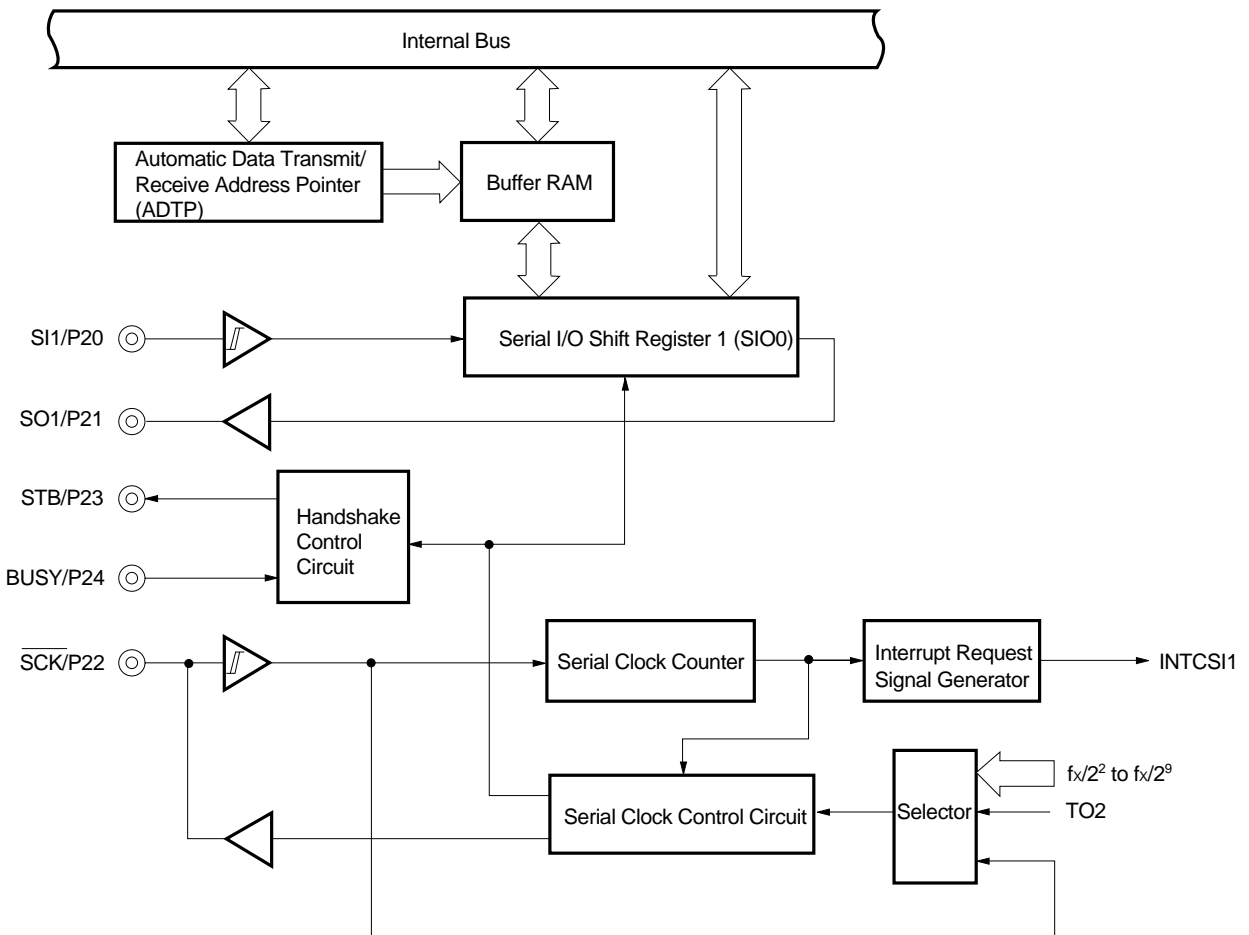 Internal Bus
Automatic Data Transmit/
Receive Address Pointer
(ADTP)
Buffer RAM
SI1/P20
Serial I/O Shift Register 1 (SIO0)
SO1/P21
STB/P23
Handshake
Control
Circuit
BUSY/P24
SCK/P22
Serial Clock Counter
Interrupt Request
Signal Generator
INTCSI1
fx/2² to fx/2⁹
Serial Clock Control Circuit
Selector
TO2